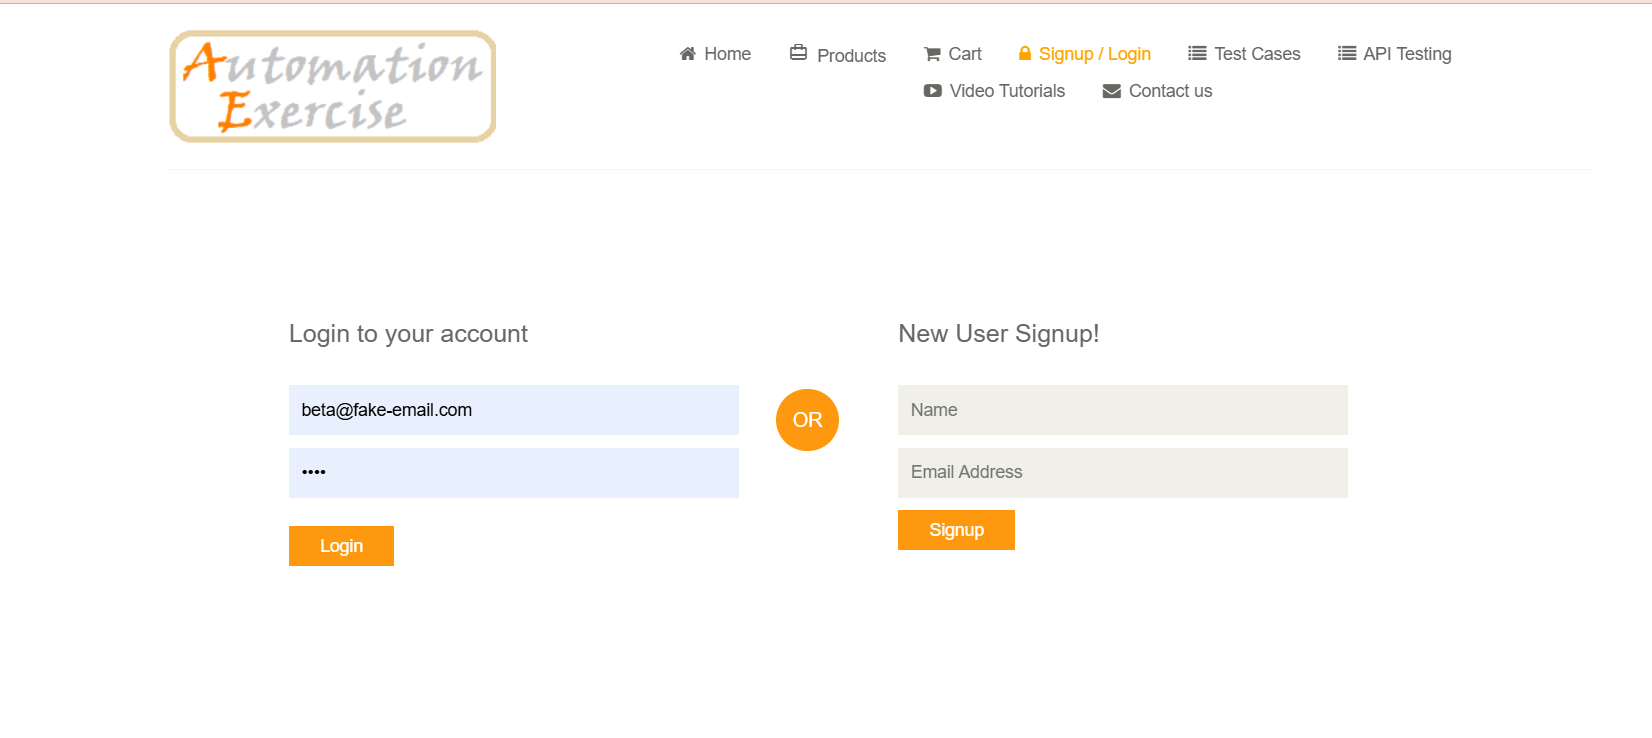 Automation
Exercise
Home Products Cart Signup / Login Test Cases API Testing
Video Tutorials Contact us
Login to your account
beta@fake-email.com
••••
Login
OR
New User Signup!
Name
Email Address
Signup